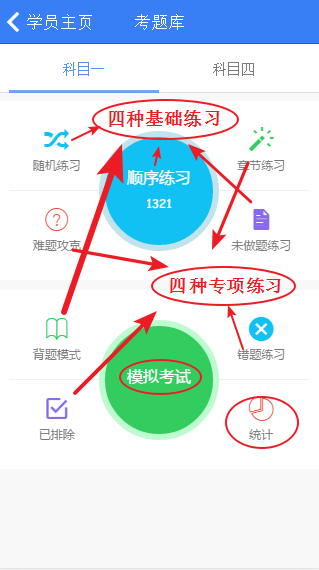 学员主页 考题库
科目一 科目四
四种基础练习
随机练习 章节练习
顺序练习
1321
难题攻克 未做题练习
四种专项练习
背题模式 错题练习
模拟考试
已排除 统计